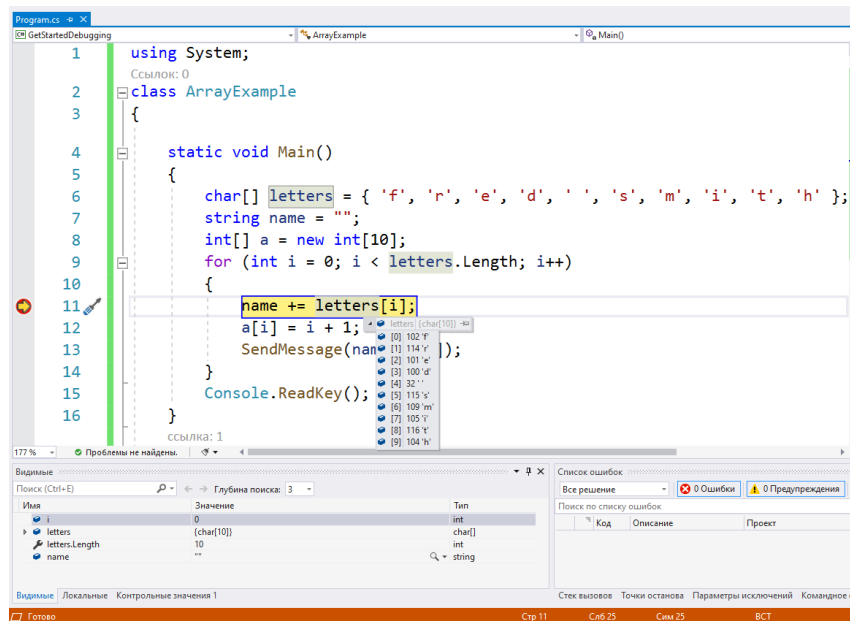 Program.cs
GetStartedDebugging ArrayExample Main()
1 using System;
Ссылок: 0
2 class ArrayExample
3 {
4 static void Main()
5 {
6 char[] letters = { 'f', 'r', 'e', 'd', ' ', 's', 'm', 'i', 't', 'h' };
7 string name = "";
8 int[] a = new int[10];
9 for (int i = 0; i < letters.Length; i++)
10 {
11 name += letters[i];
12 a[i] = i + 1;
letters {char[10]}
[0] 102 'f'
13 SendMessage(nam ]);
[1] 114 'r'
[2] 101 'e'
[3] 100 'd'
14 }
[4] 32 ' '
15 Console.ReadKey();
[5] 115 's'
[6] 109 'm'
16 }
[7] 105 'i'
[8] 116 't'
ссылка: 1
[9] 104 'h'
177 % Проблемы не найдены.
Видимые
Поиск (Ctrl+E) Глубина поиска: 3
Имя Значение Тип
i 0 int
letters {char[10]} char[]
letters.Length 10 int
name "" string
Видимые Локальные Контрольные значения 1
Список ошибок
Все решение 0 Ошибки 0 Предупреждения
Поиск по списку ошибок
Код Описание Проект
Стек вызовов Точки останова Параметры исключений Командное
Готово Стр 11 Слб 25 Сим 25 ВСТ